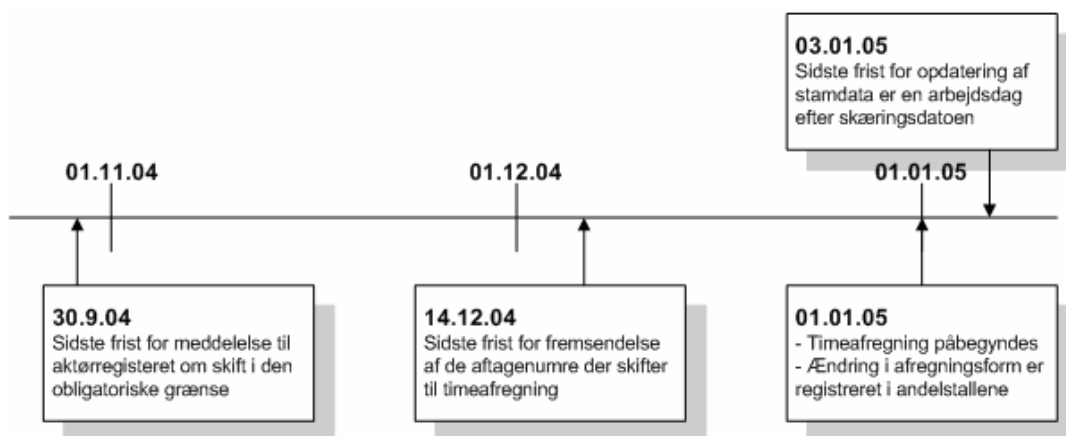 03.01.05
Sidste frist for opdatering af
stamdata er en arbejdsdag
efter skæringsdatoen
01.11.04
01.12.04
01.01.05
30.9.04
Sidste frist for meddelelse til
aktørregisteret om skift i den
obligatoriske grænse
14.12.04
Sidste frist for fremsendelse
af de aftagenumre der skifter
til timeafregning
01.01.05
- Timeafregning påbegyndes
- Ændring i afregningsform er
registreret i andelstallene